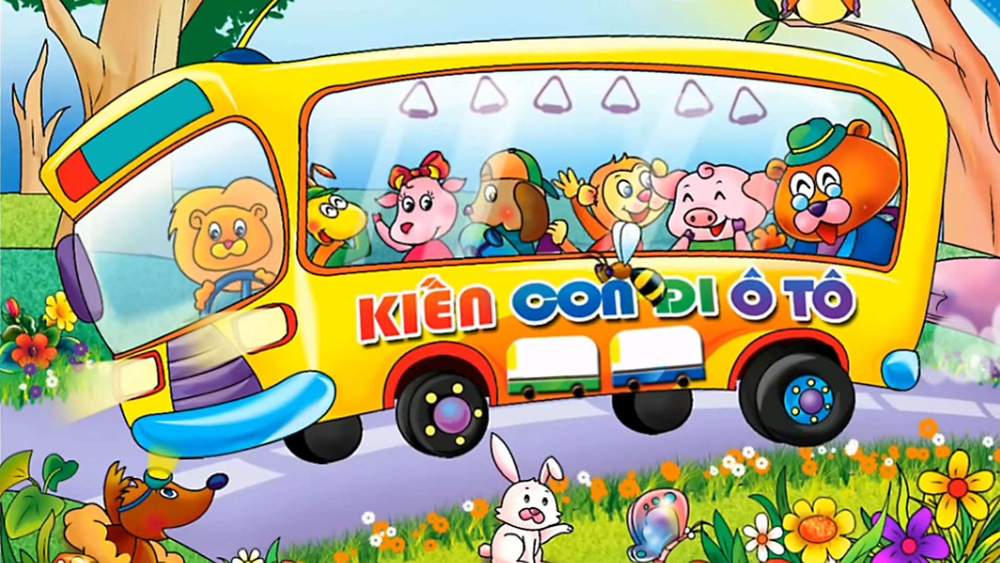 KIẾN CON ĐI Ô TÔ